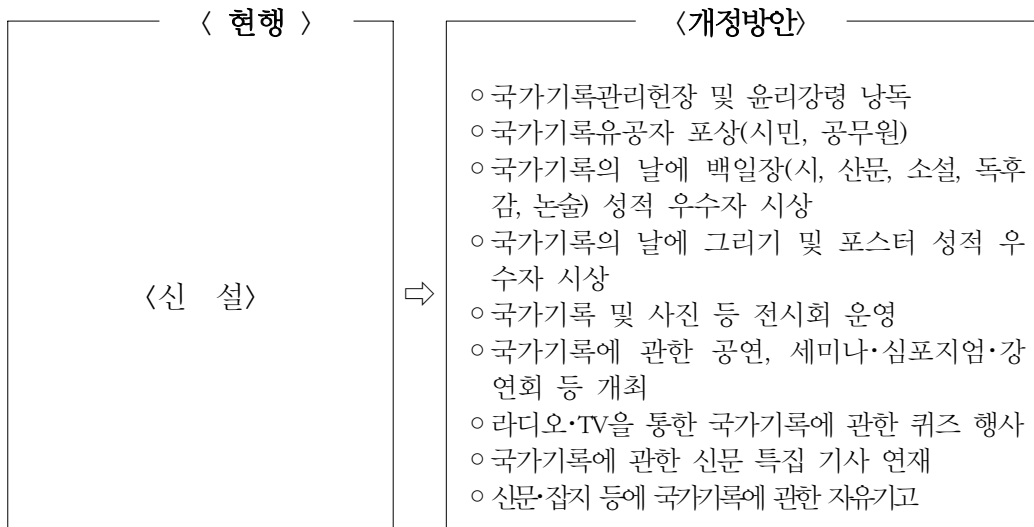 〈 현행 〉
〈신 설〉
⇨
〈개정방안〉
○ 국가기록관리헌장 및 윤리강령 낭독
○ 국가기록유공자 포상(시민, 공무원)
○ 국가기록의 날에 백일장(시, 산문, 소설, 독후
감, 논술) 성적 우수자 시상
○ 국가기록의 날에 그리기 및 포스터 성적 우
수자 시상
○ 국가기록 및 사진 등 전시회 운영
○ 국가기록에 관한 공연, 세미나･심포지엄･강
연회 등 개최
○ 라디오･TV을 통한 국가기록에 관한 퀴즈 행사
○ 국가기록에 관한 신문 특집 기사 연재
○ 신문･잡지 등에 국가기록에 관한 자유기고